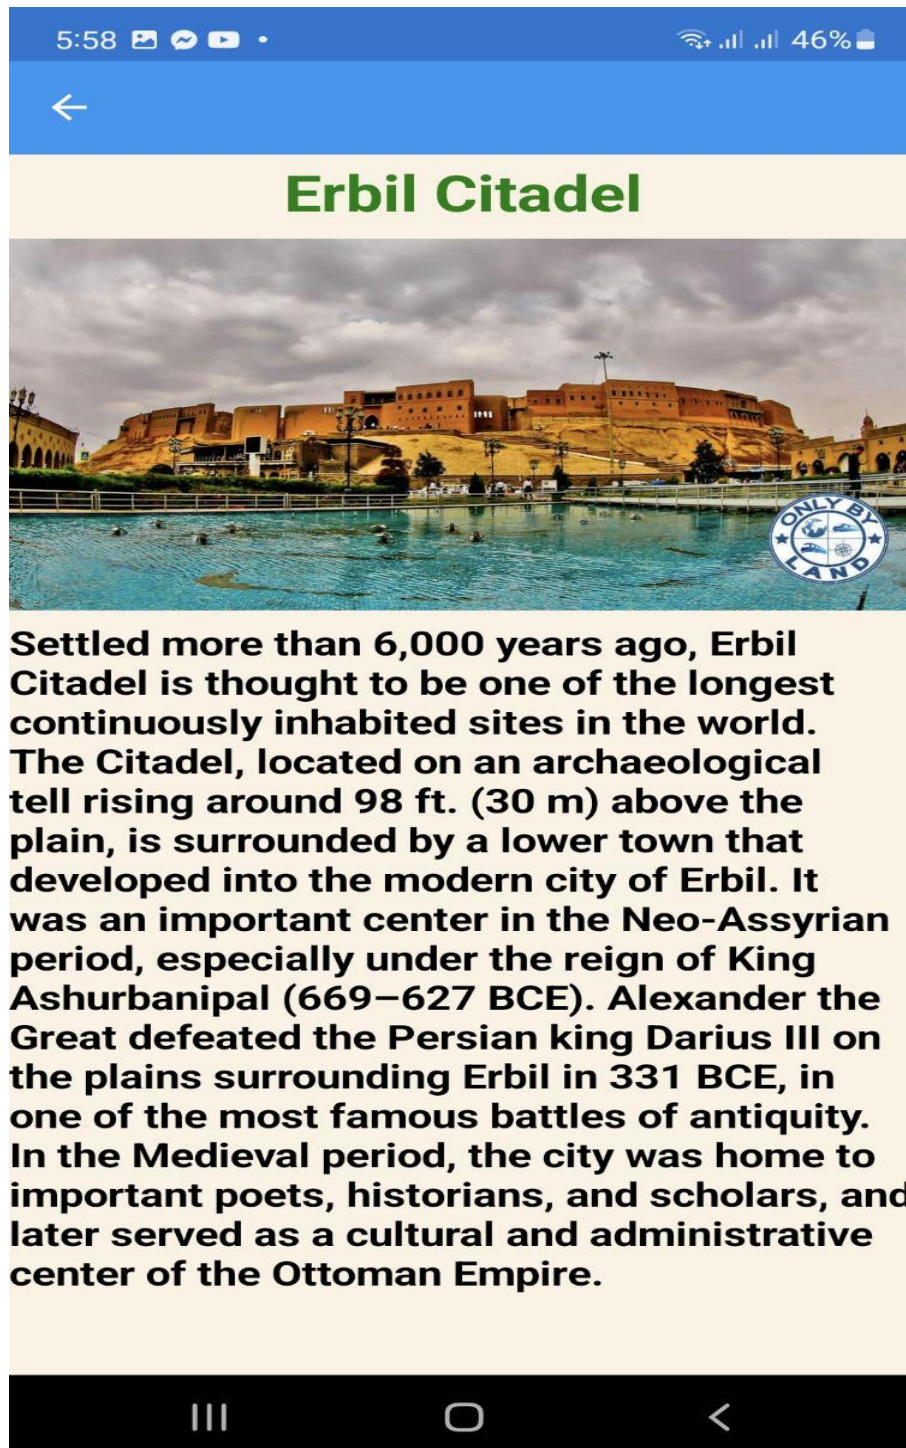 5:58
46%
Erbil Citadel
ONLY BY
LAND
Settled more than 6,000 years ago, Erbil
Citadel is thought to be one of the longest
continuously inhabited sites in the world.
The Citadel, located on an archaeological
tell rising around 98 ft. (30 m) above the
plain, is surrounded by a lower town that
developed into the modern city of Erbil. It
was an important center in the Neo-Assyrian
period, especially under the reign of King
Ashurbanipal (669–627 BCE). Alexander the
Great defeated the Persian king Darius III on
the plains surrounding Erbil in 331 BCE, in
one of the most famous battles of antiquity.
In the Medieval period, the city was home to
important poets, historians, and scholars, and
later served as a cultural and administrative
center of the Ottoman Empire.